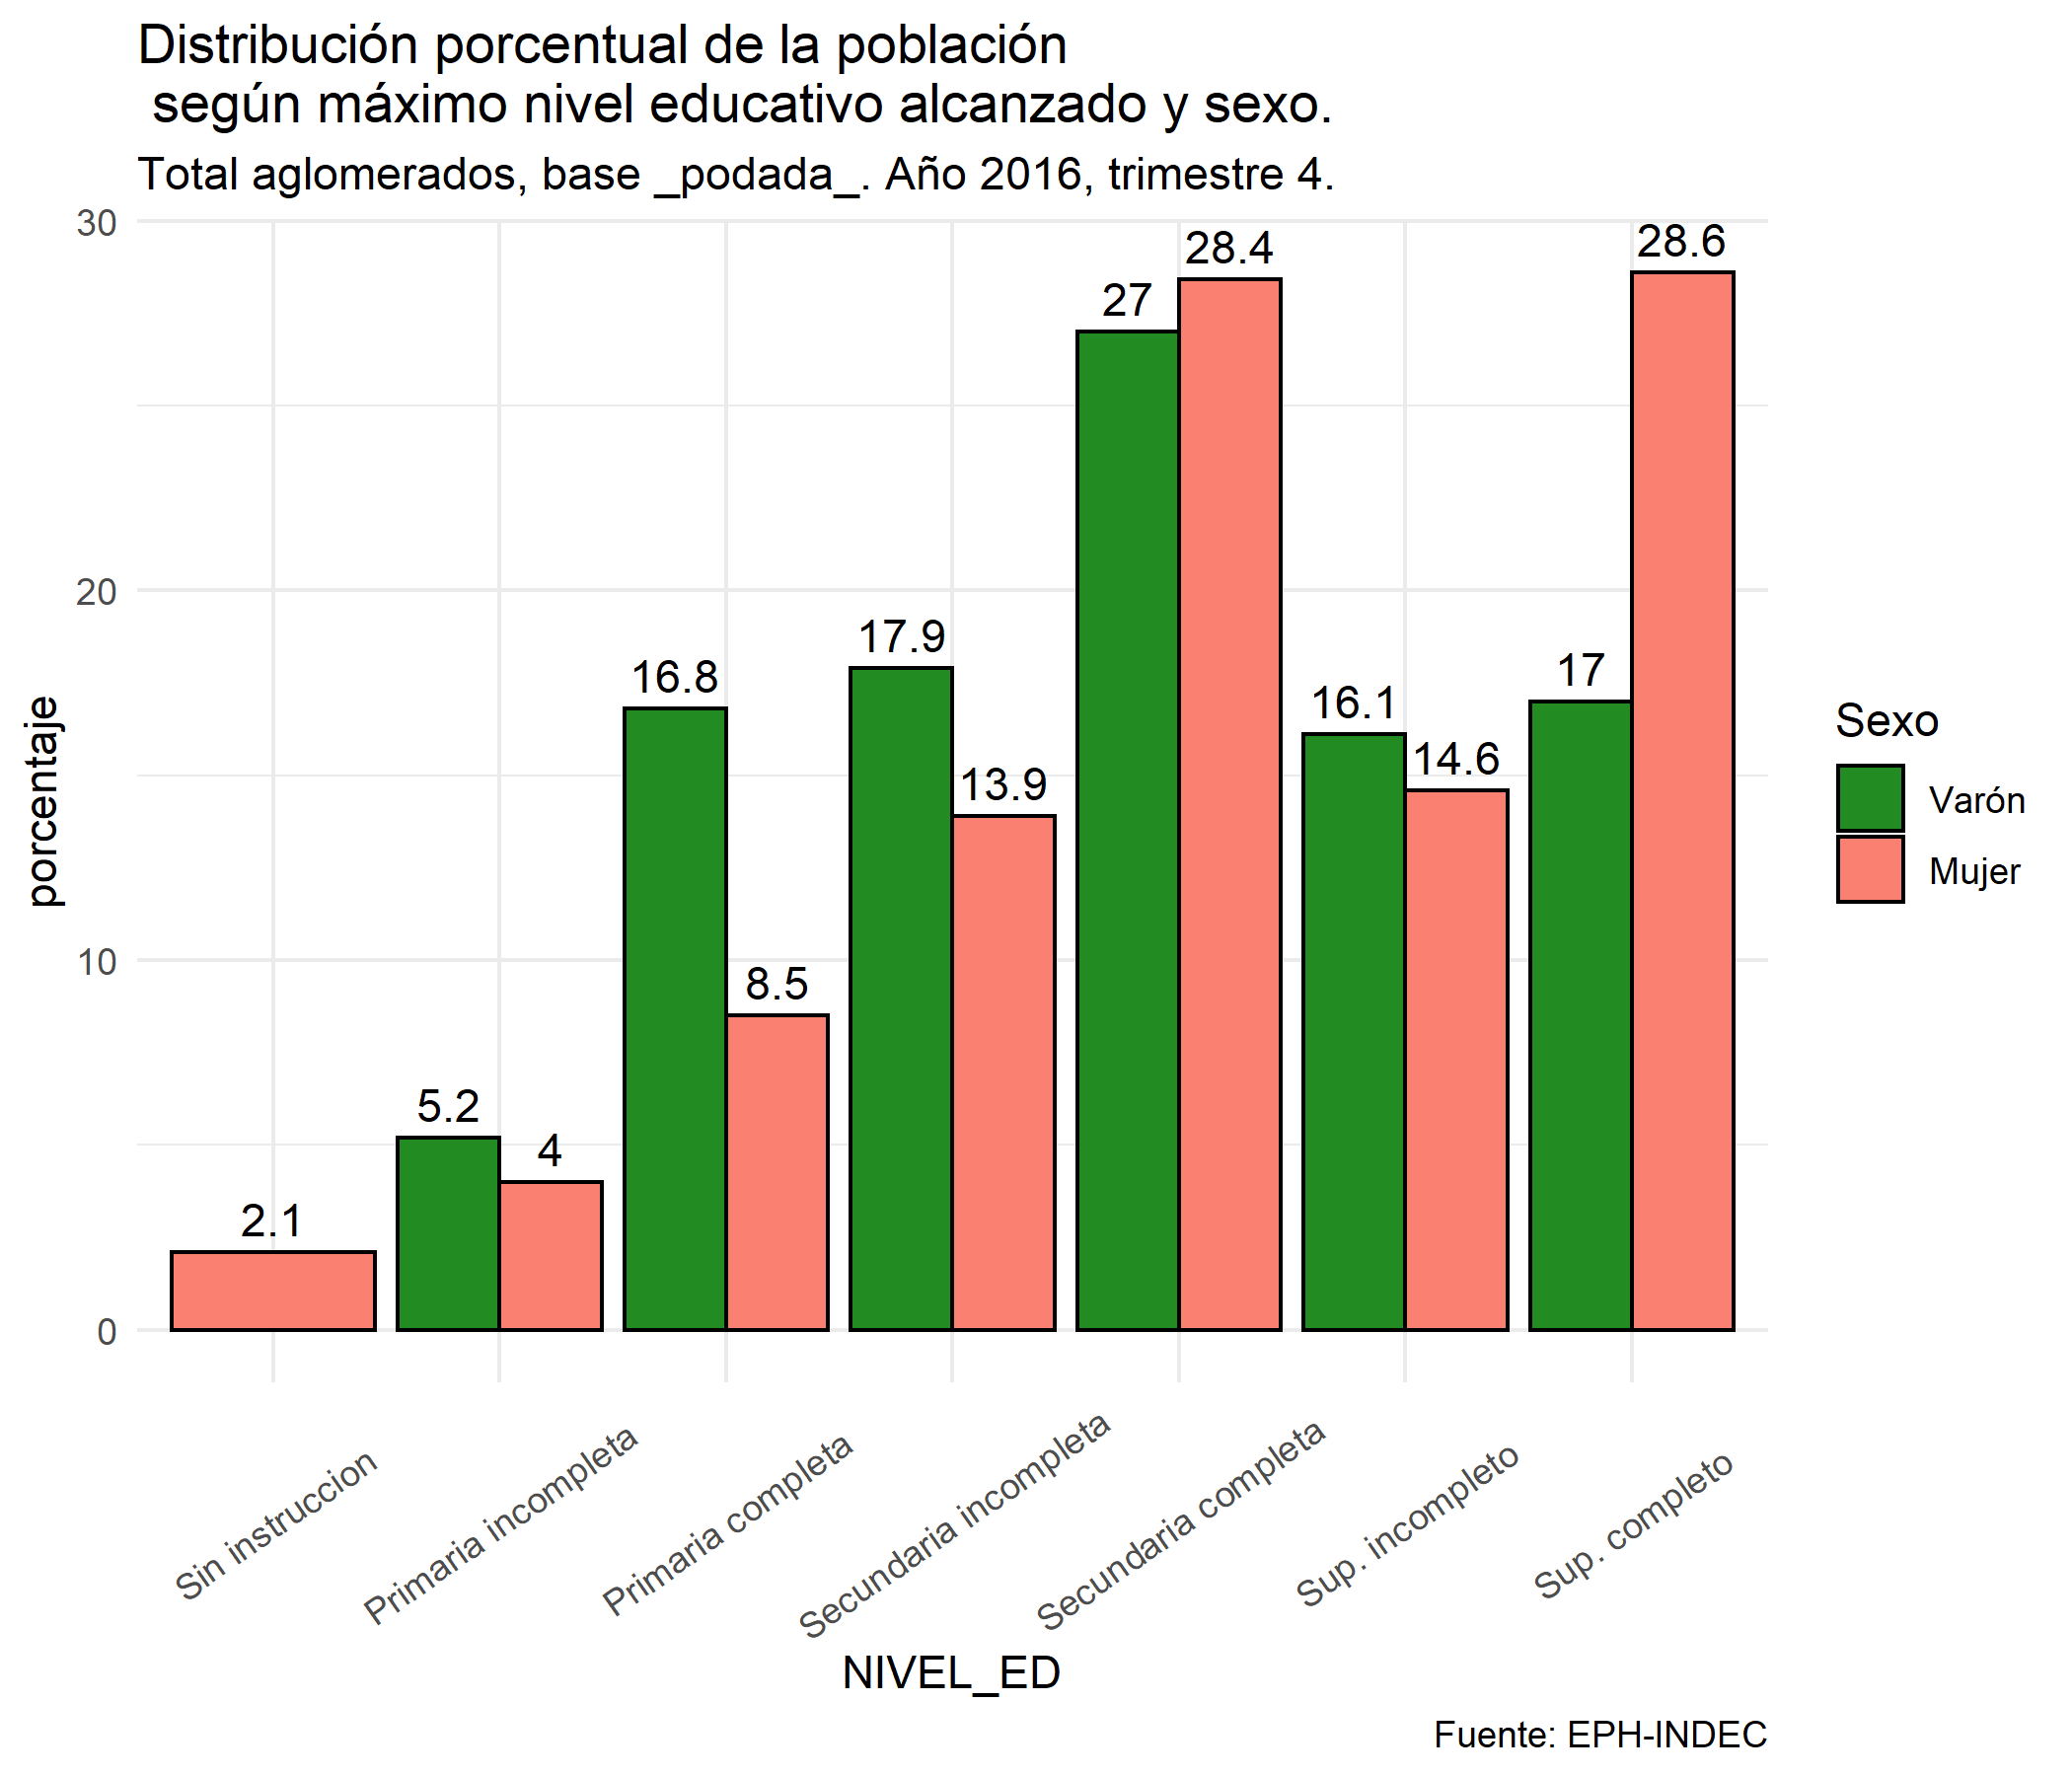 Distribución porcentual de la población
según máximo nivel educativo alcanzado y sexo.
Total aglomerados, base _podada_. Año 2016, trimestre 4.
30
20
10
0
porcentaje
2.1
5.2
4
16.8
8.5
17.9
13.9
27
28.4
16.1
14.6
17
28.6
Sin instruccion
Primaria incompleta
Primaria completa
Secundaria incompleta
Secundaria completa
Sup. incompleto
Sup. completo
NIVEL_ED
Sexo
Varón
Mujer
Fuente: EPH-INDEC